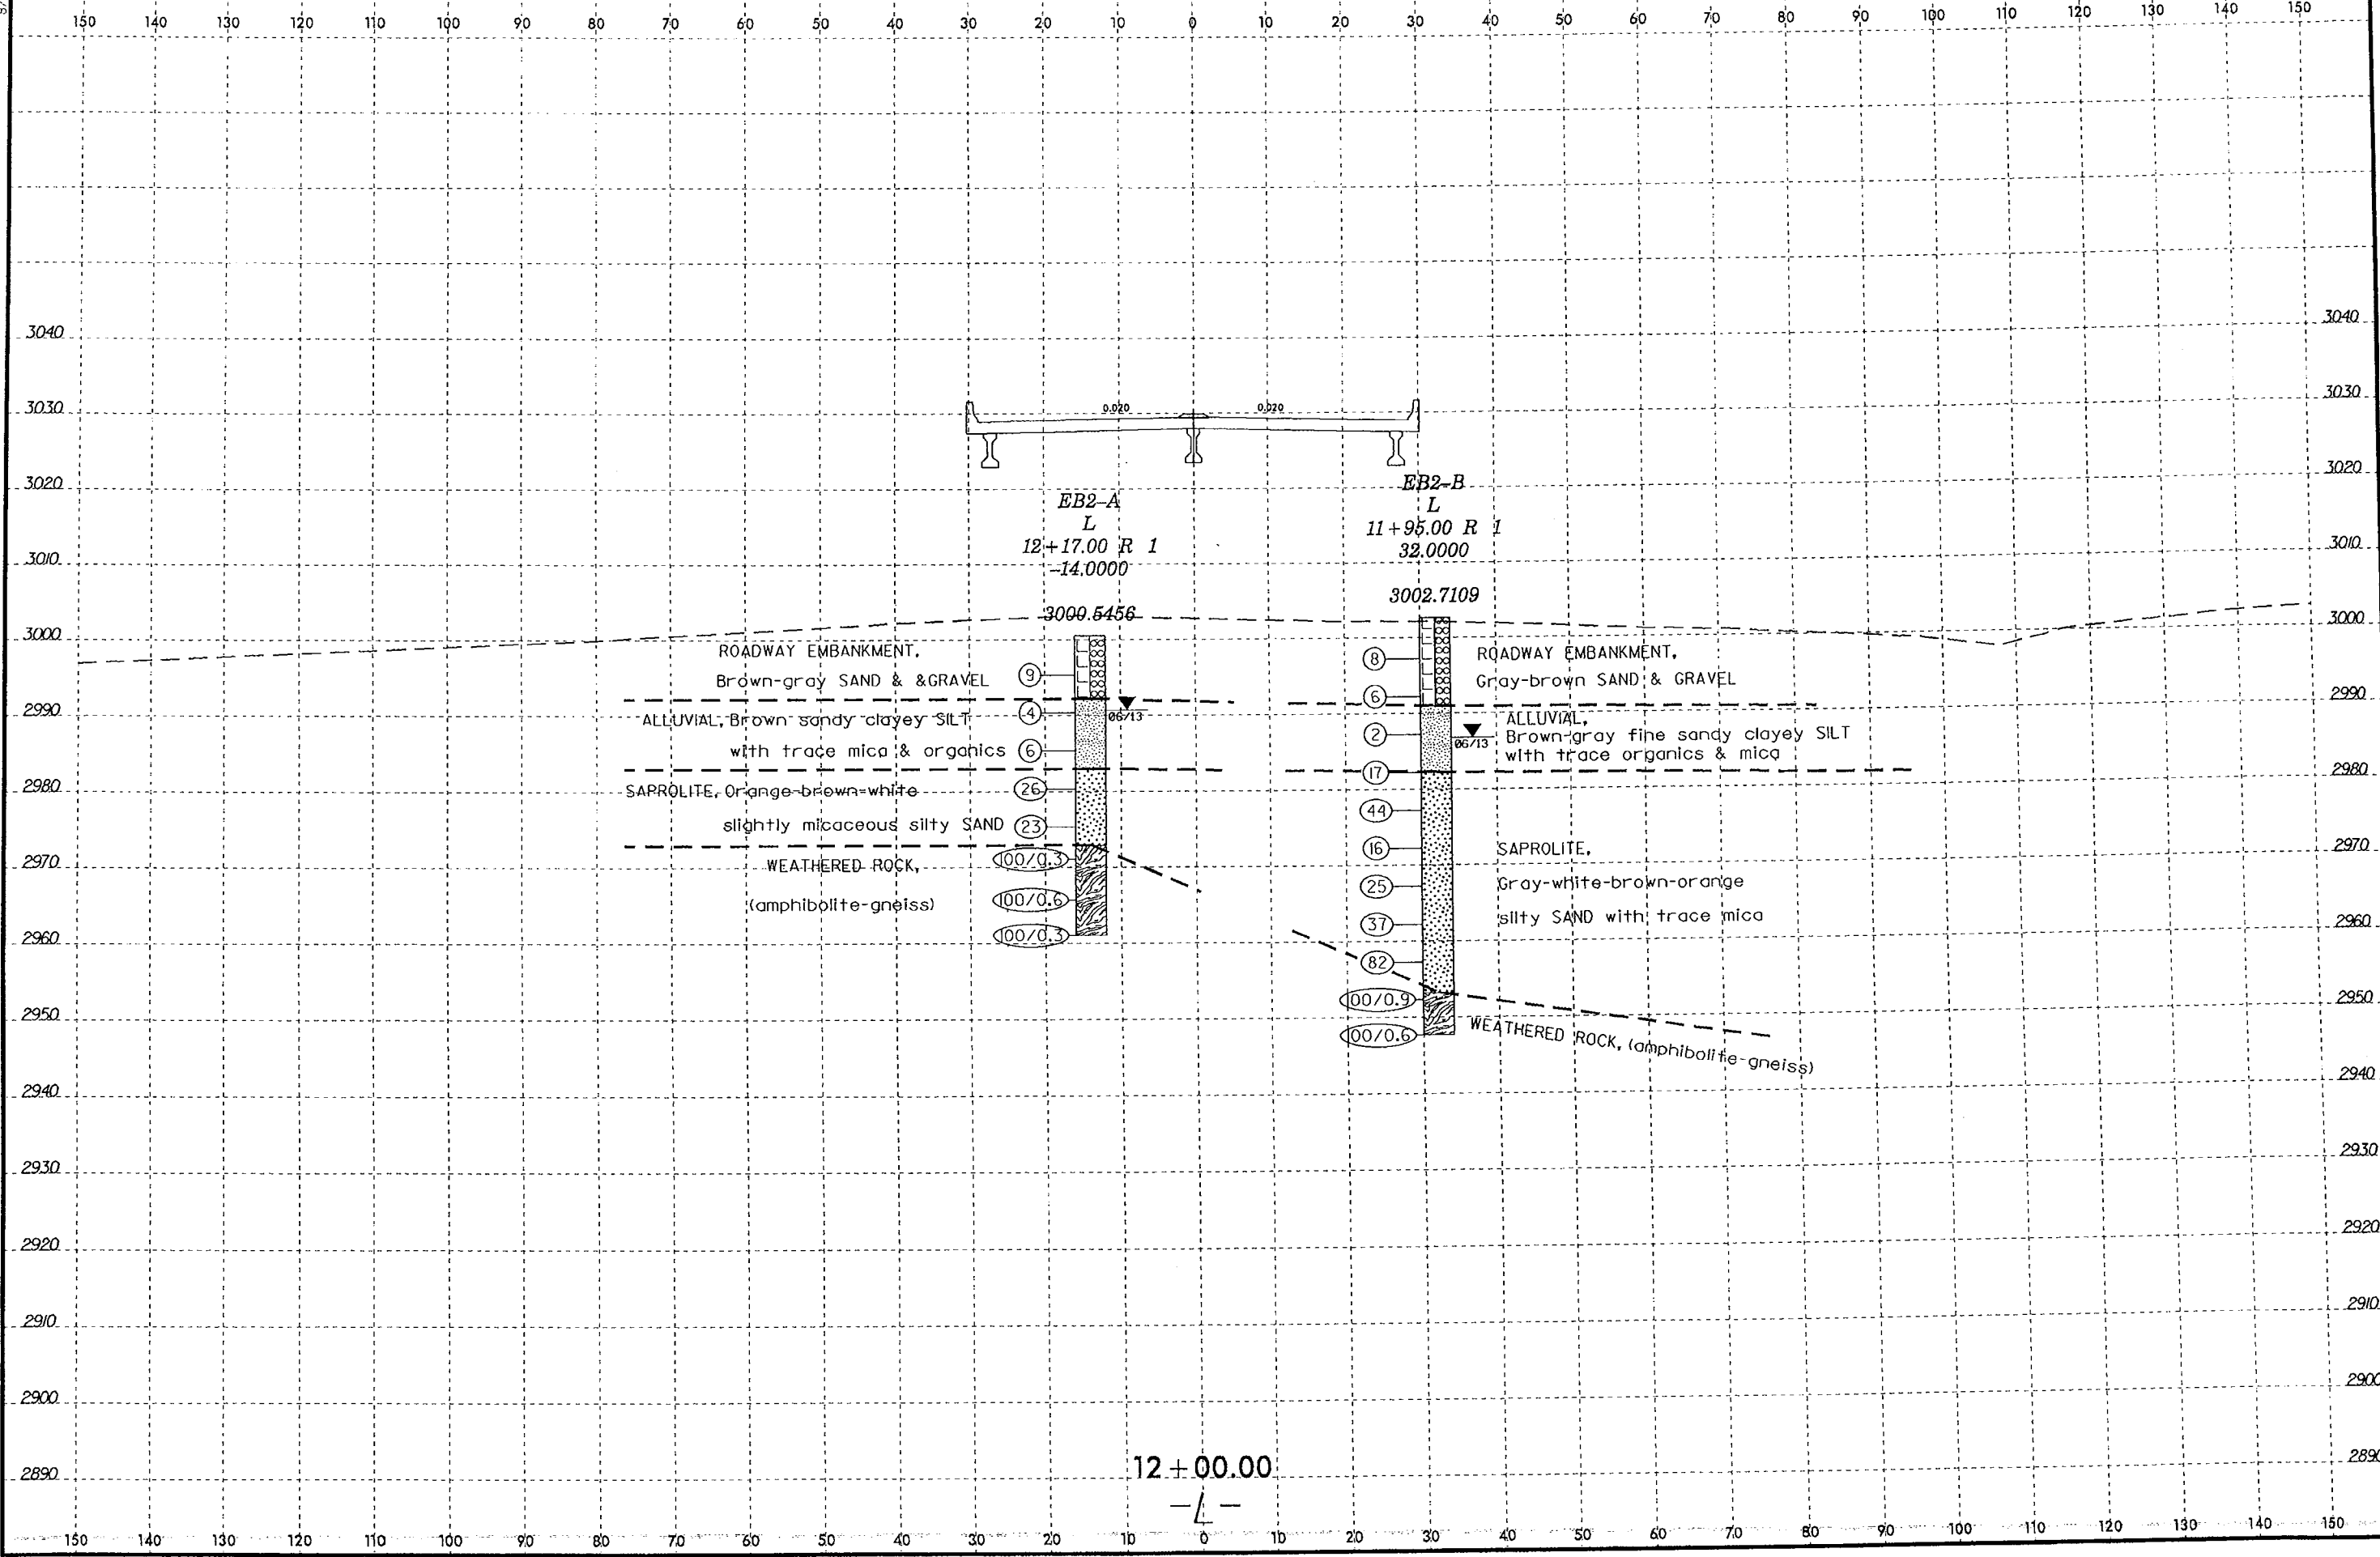 150 140 130 120 110 100 90 80 70 60 50 40 30 20 10 0 10 20 30 40 50 60 70 80 90 100 110 120 130 140 150
3040 3040
3030 3030
0.020 0.020
3020 3020
EB2-A
L
12+17.00 R 1
-14.0000
3000.5456
EB2-B
L
11+95.00 R 1
32.0000
3002.7109
3010 3010
3000 3000
ROADWAY EMBANKMENT,
Brown-gray SAND & &GRAVEL
9
ALLUVIAL, Brown sandy clayey SILT
4
with trace mica & organics
6
06/13
SAPROLITE, Orange-brown-white
26
slightly micaceous silty SAND
23
WEATHERED ROCK,
100/0.3
(amphibolite-gneiss)
100/0.6
100/0.3
8
ROADWAY EMBANKMENT,
Gray-brown SAND & GRAVEL
6
ALLUVIAL,
2
06/13
Brown-gray fine sandy clayey SILT
with trace organics & mica
17
44
16
SAPROLITE,
25
Gray-white-brown-orange
37
silty SAND with trace mica
82
100/0.9
100/0.6
WEATHERED ROCK, (amphibolite-gneiss)
2990 2990
2980 2980
2970 2970
2960 2960
2950 2950
2940 2940
2930 2930
2920 2920
2910 2910
2900 2900
2890 2890
12+00.00
-L-
150 140 130 120 110 100 90 80 70 60 50 40 30 20 10 0 10 20 30 40 50 60 70 80 90 100 110 120 130 140 150